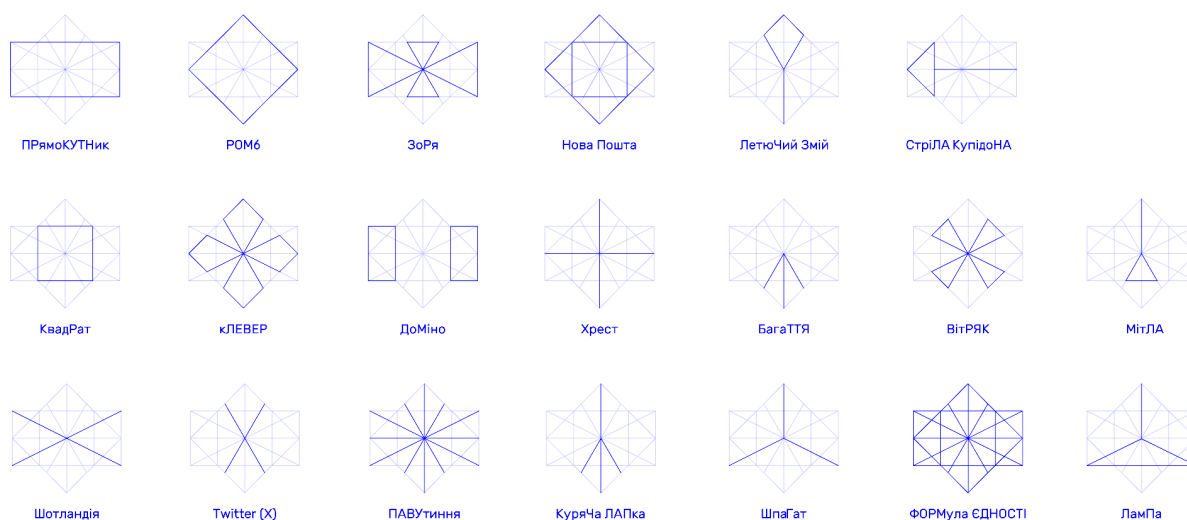 ПРямоКУТНик
РОМб
ЗоРя
Нова Пошта
ЛетюЧий Змій
СтріЛА КупідоНА
КвадРат
кЛЕВЕР
ДоМіно
Хрест
БагаТТЯ
ВітРЯК
МітЛА
Шотландія
Twitter (X)
ПАВУтиння
КуряЧа ЛАПка
ШпаГат
ФОРМула ЄДНОСТІ
ЛамПа